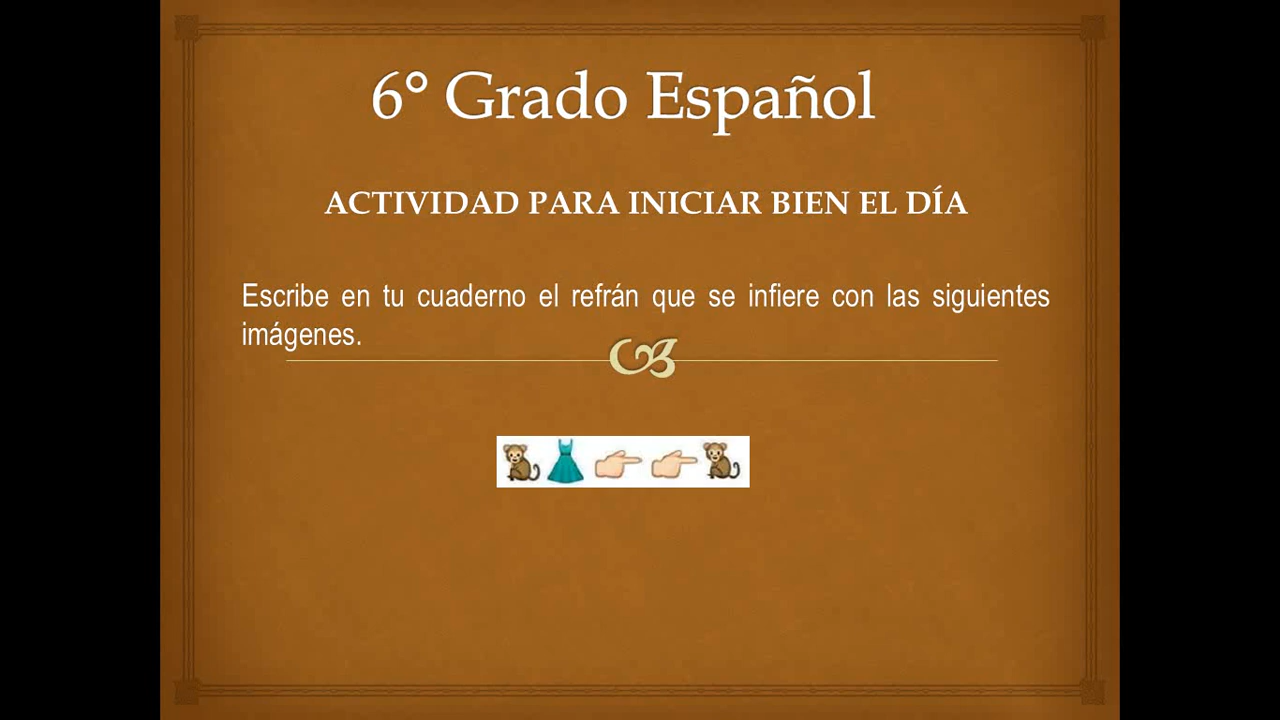 6° Grado Español
ACTIVIDAD PARA INICIAR BIEN EL DÍA
Escribe en tu cuaderno el refrán que se infiere con las siguientes
imágenes.